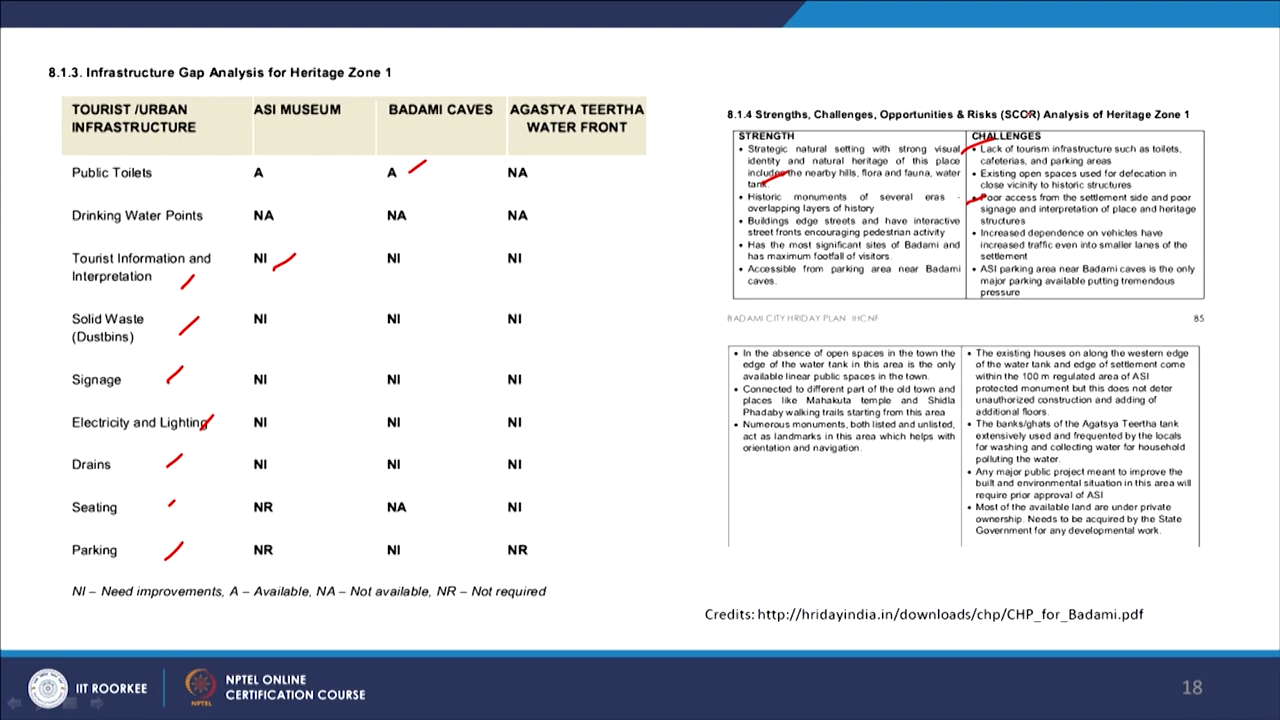 8.1.3. Infrastructure Gap Analysis for Heritage Zone 1
TOURIST /URBAN INFRASTRUCTURE ASI MUSEUM BADAMI CAVES AGASTYA TEERTHA WATER FRONT
Public Toilets A A NA
Drinking Water Points NA NA NA
Tourist Information and Interpretation NI NI NI
Solid Waste (Dustbins) NI NI NI
Signage NI NI NI
Electricity and Lighting NI NI NI
Drains NI NI NI
Seating NR NA NI
Parking NR NI NR
NI – Need improvements, A – Available, NA – Not available, NR – Not required
8.1.4 Strengths, Challenges, Opportunities & Risks (SCOR) Analysis of Heritage Zone 1
STRENGTH
• Strategic natural setting with strong visual
identity and natural heritage of this place
includes the nearby hills, flora and fauna, water
tank.
• Historic monuments of several eras -
overlapping layers of history
• Buildings edge streets and have interactive
street fronts encouraging pedestrian activity
• Has the most significant sites of Badami and
has maximum footfall of visitors.
• Accessible from parking area near Badami
caves.
CHALLENGES
• Lack of tourism infrastructure such as toilets,
cafeterias, and parking areas
• Existing open spaces used for defecation in
close vicinity to historic structures
• Poor access from the settlement side and poor
signage and interpretation of place and heritage
structures
• Increased dependence on vehicles have
increased traffic even into smaller lanes of the
settlement
• ASI parking area near Badami caves is the only
major parking available putting tremendous
pressure
BADAMI CITY HRIDAY PLAN IHCNF 85
• In the absence of open spaces in the town the
edge of the water tank in this area is the only
available linear public spaces in the town.
• Connected to different part of the old town and
places like Mahakuta temple and Shidla
Phadaby walking trails starting from this area
• Numerous monuments, both listed and unlisted,
act as landmarks in this area which helps with
orientation and navigation.
• The existing houses on along the western edge
of the water tank and edge of settlement come
within the 100 m regulated area of ASI
protected monument but this does not deter
unauthorized construction and adding of
additional floors.
• The banks/ghats of the Agatsya Teertha tank
extensively used and frequented by the locals
for washing and collecting water for household
polluting the water.
• Any major public project meant to improve the
built and environmental situation in this area will
require prior approval of ASI
• Most of the available land are under private
ownership. Needs to be acquired by the State
Government for any developmental work.
Credits: http://hridayindia.in/downloads/chp/CHP_for_Badami.pdf
IIT ROORKEE
NPTEL
NPTEL ONLINE
CERTIFICATION COURSE
18